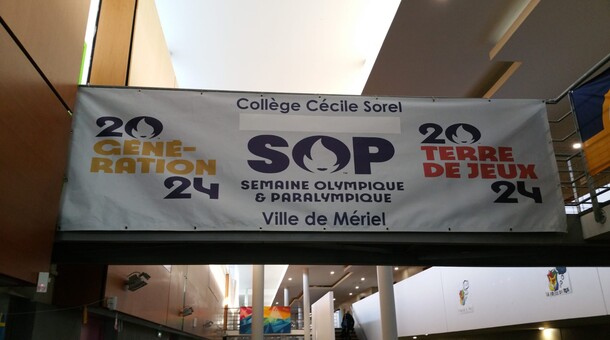 Collège Cécile Sorel
20
GÉNÉ-
RATION
24
SOP
SEMAINE OLYMPIQUE
& PARALYMPIQUE
Ville de Mériel
20
TERRE
DE JEUX
24